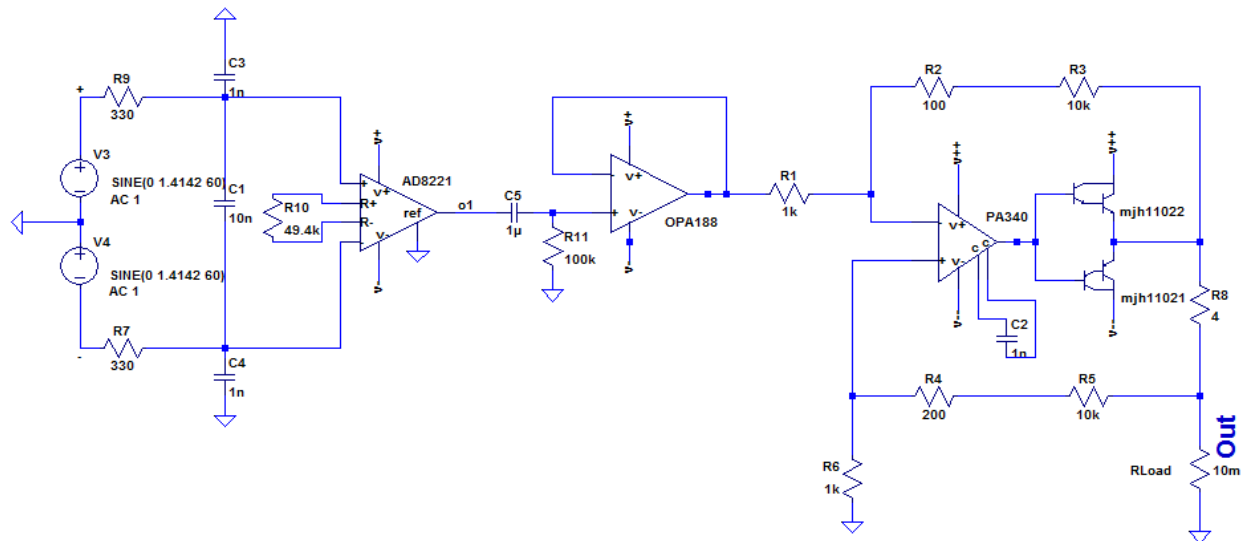 C3
1n
R9
330
+
V3
SINE(0 1.4142 60)
AC 1
C1
10n
V4
SINE(0 1.4142 60)
AC 1
-
R7
330
C4
1n
R10
49.4k
v+
AD8221
+
v+
R+
R-
ref
v-
-
v-
o1
C5
1µ
R11
100k
v+
-
v+
+
v-
OPA188
v-
R1
1k
R2
100
R3
10k
v++
PA340
-
v+
+
v-
c
c
v--
C2
1n
v++
mjh11022
mjh11021
v--
R8
4
R4
200
R5
10k
R6
1k
Out
RLoad
10m